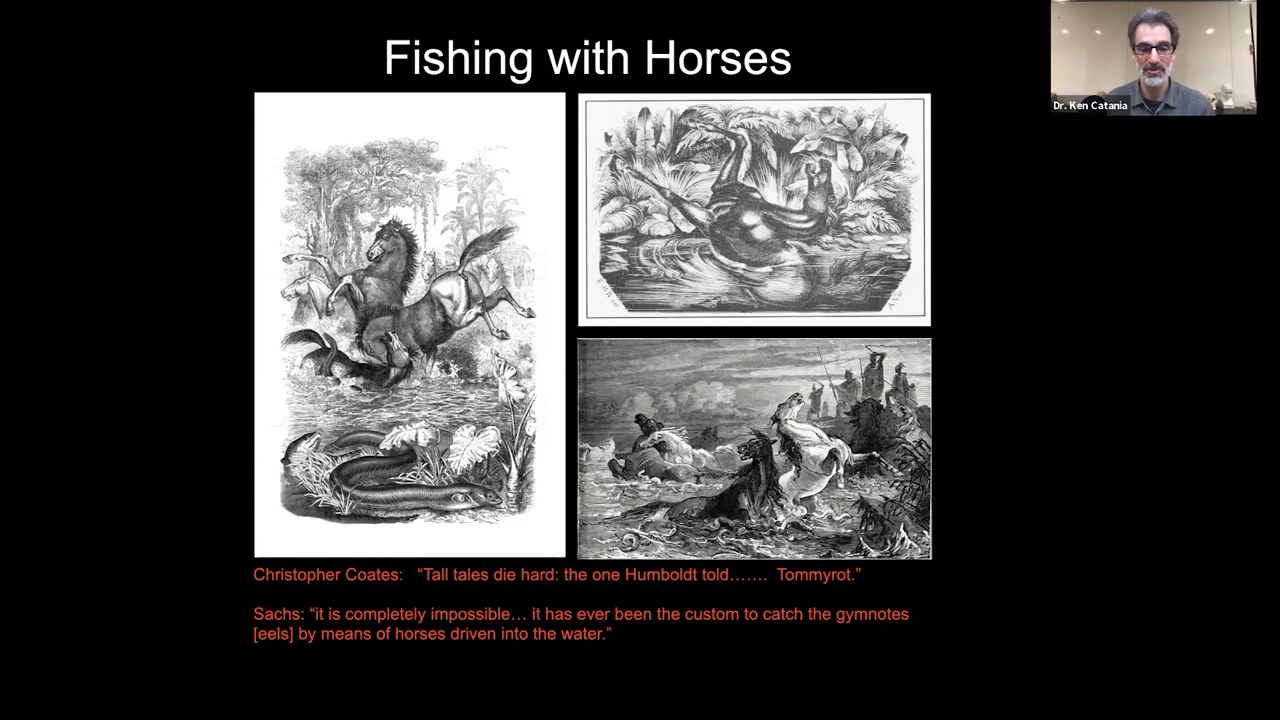 Fishing with Horses
Dr. Ken Catania
Christopher Coates: “Tall tales die hard: the one Humboldt told……. Tommyrot.”
Sachs: “it is completely impossible… it has ever been the custom to catch the gymnotes
[eels] by means of horses driven into the water.”